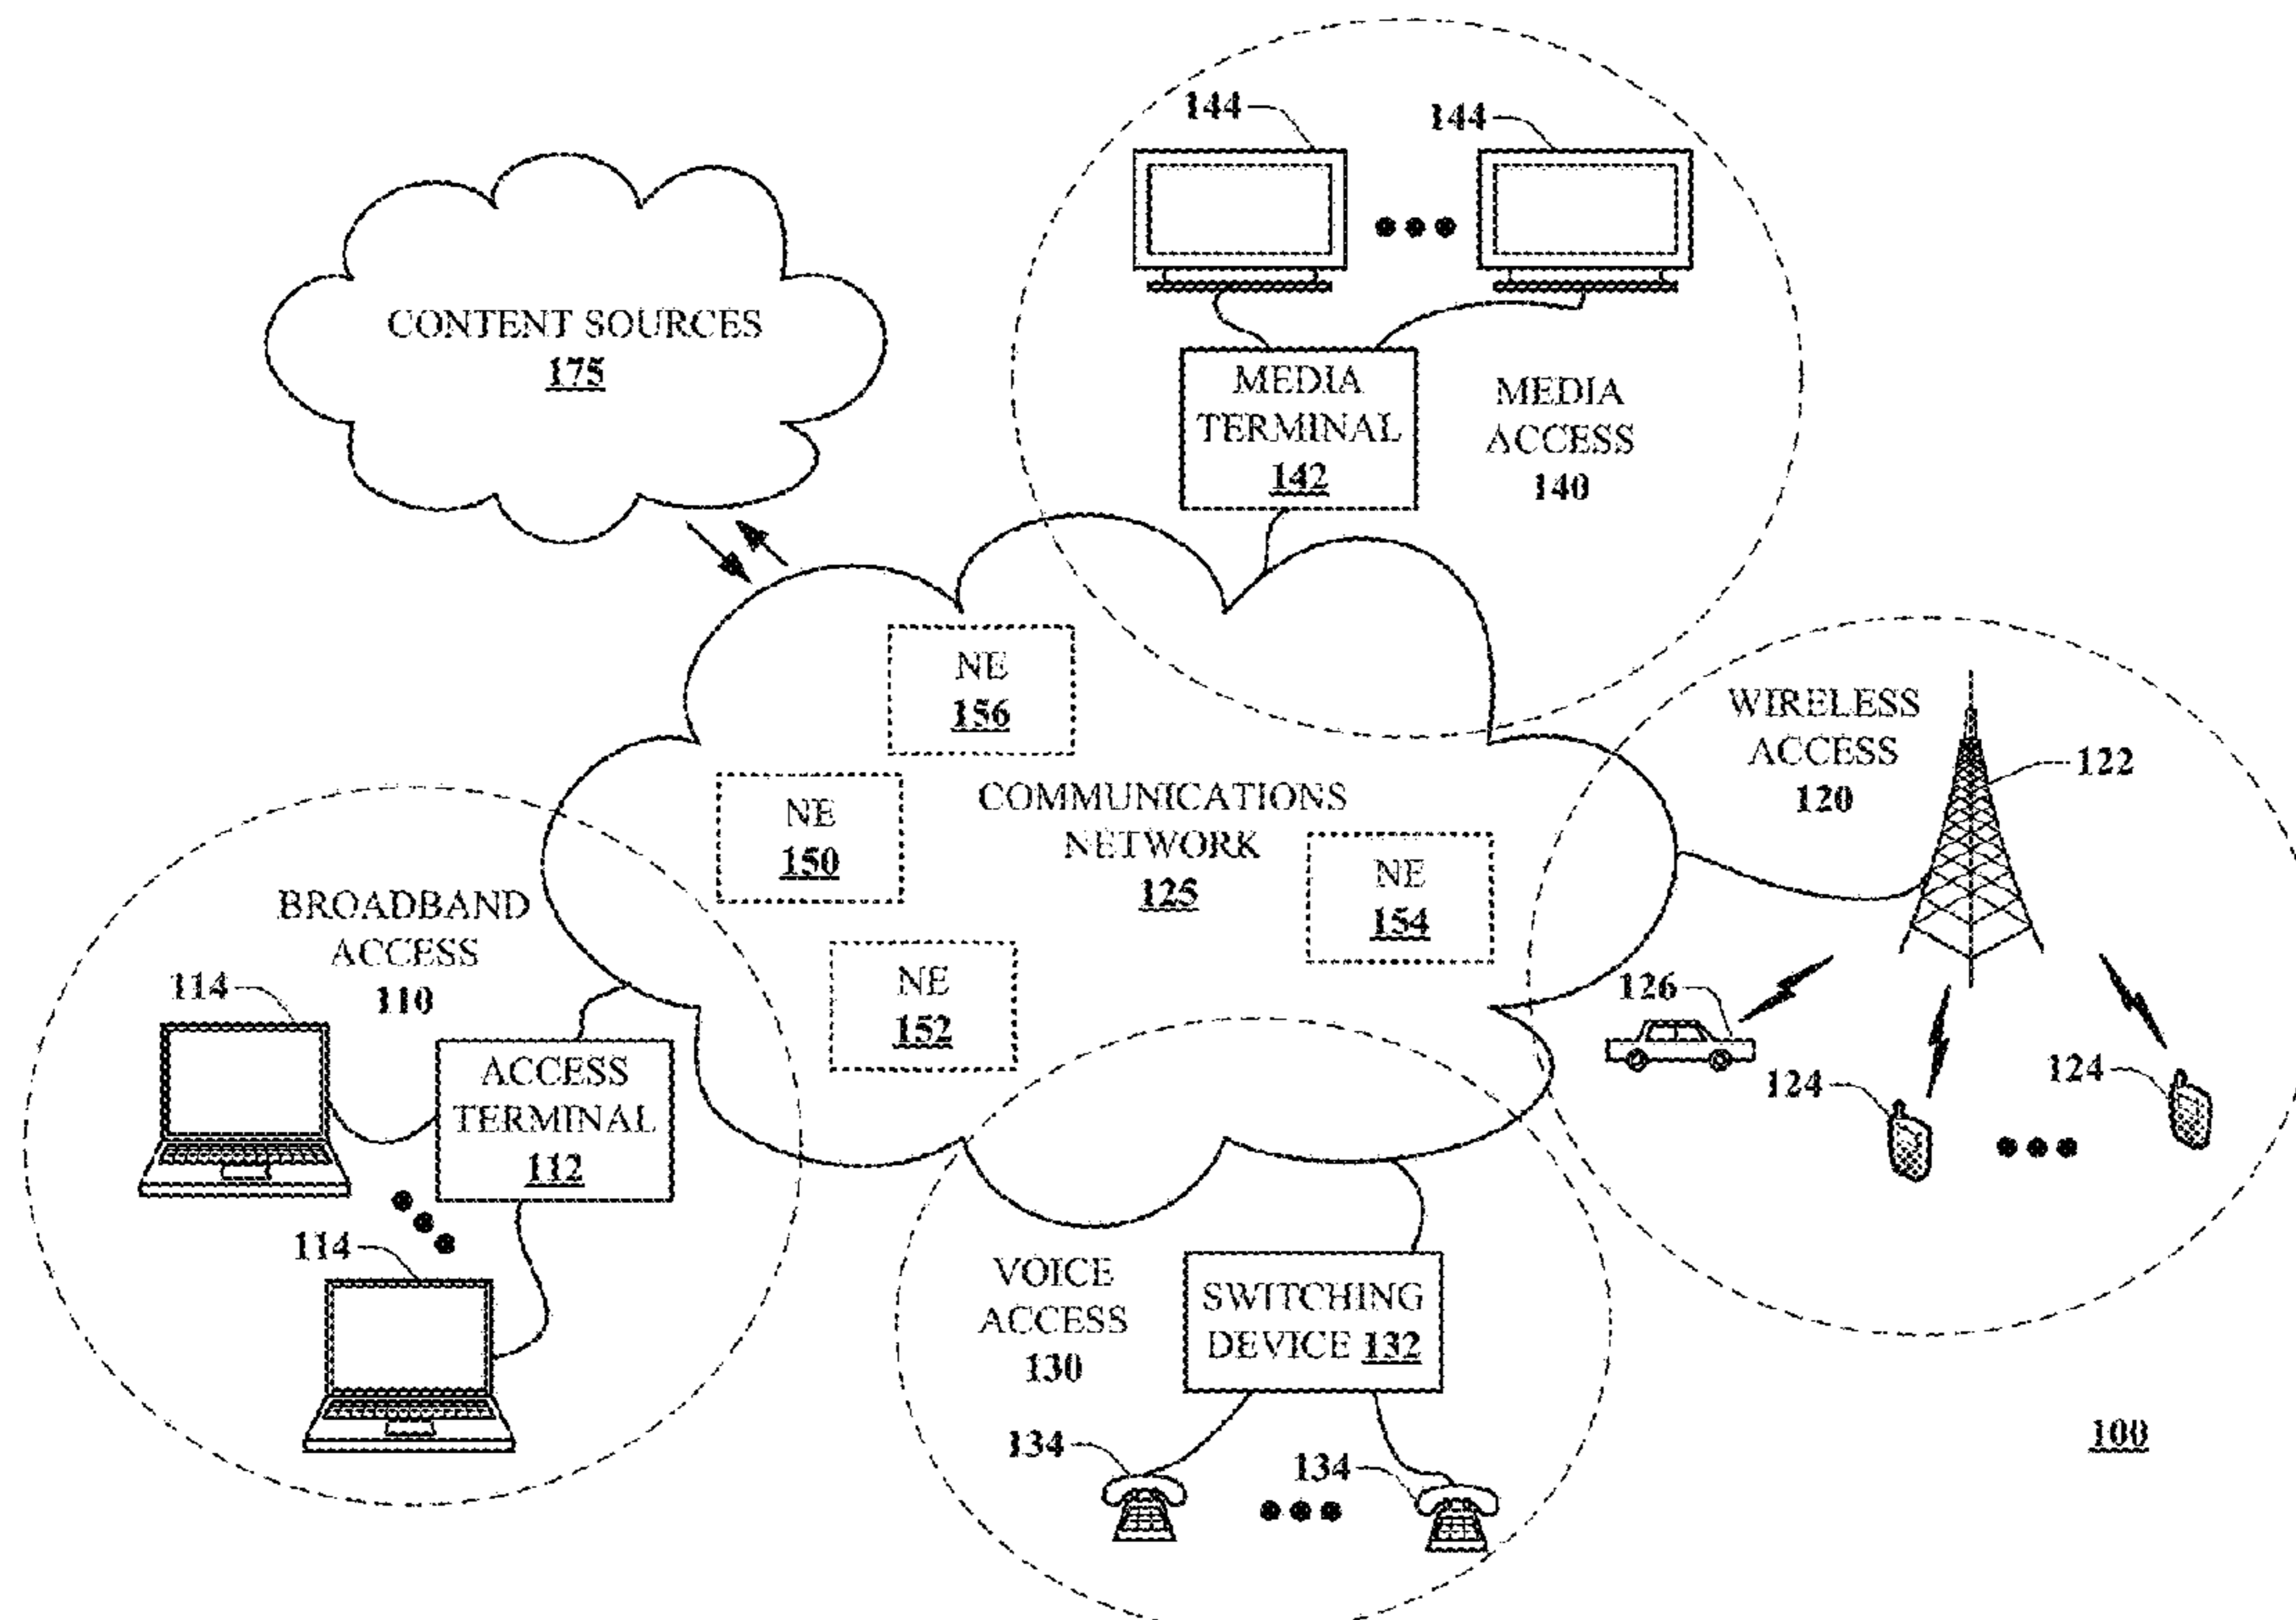 144
144
CONTENT SOURCES
175
MEDIA
TERMINAL
142
MEDIA
ACCESS
140
NE
156
WIRELESS
ACCESS
120
122
NE
150
COMMUNICATIONS
NETWORK
125
NE
154
BROADBAND
ACCESS
110
114
NE
152
126
124
124
ACCESS
TERMINAL
112
114
VOICE
ACCESS
130
SWITCHING
DEVICE 132
134
134
100